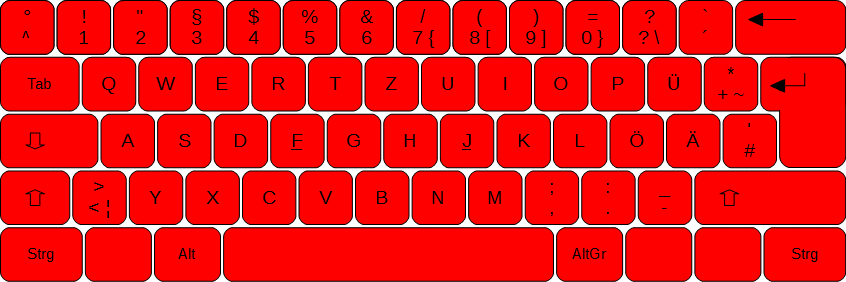 ° ! " § $ % & / ( ) = ? `
^ 1 2 3 4 5 6 7 { 8 [ 9 ] 0 } ? \ ´
Tab Q W E R T Z U I O P Ü *
+ ~
A S D F G H J K L Ö Ä '
#
> ; : _
< ¦ Y X C V B N M , . -
Strg Alt AltGr Strg